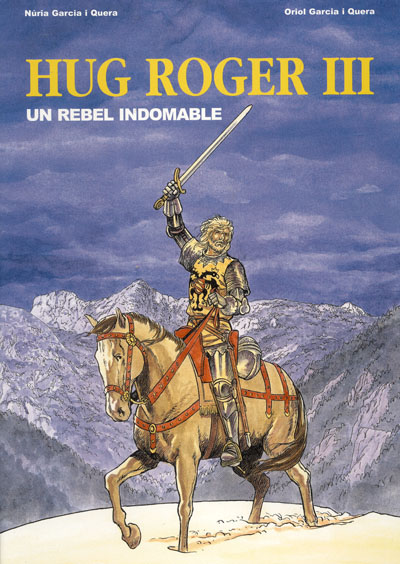 Núria Garcia i Quera
Oriol Garcia i Quera
HUG ROGER III
UN REBEL INDOMABLE